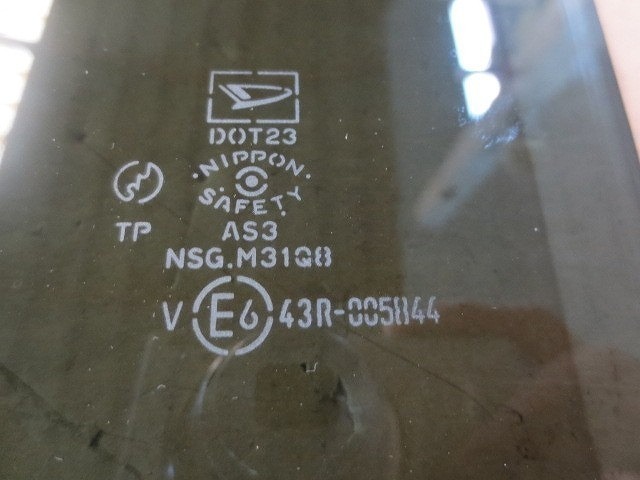 DOT23
NIPPON
SAFETY
TP
AS3
NSG.M31Q8
V E6 43R-005844